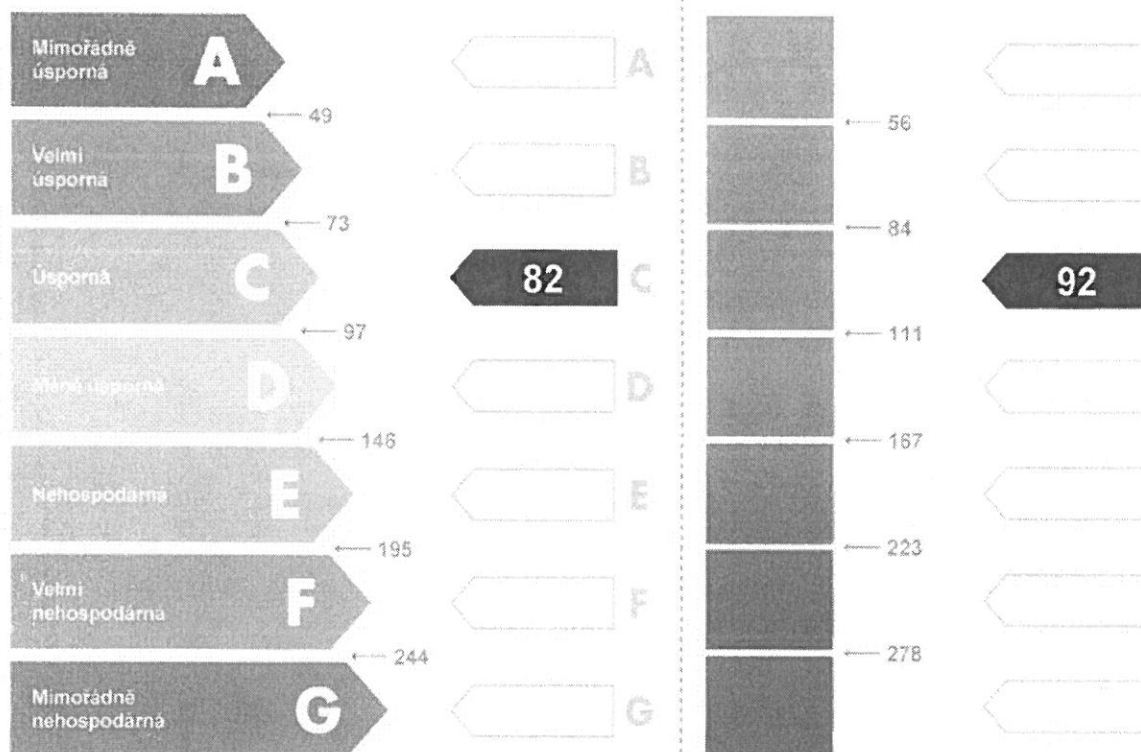 Mimořádně
úsporná
A
A
49
56
Velmi
úsporná
B
B
73
84
Úsporná
C
82
C
92
97
111
Méně úsporná
D
D
146
167
Nehospodárná
E
E
195
223
Velmi
nehospodárná
F
F
244
278
Mimořádně
nehospodárná
G
G